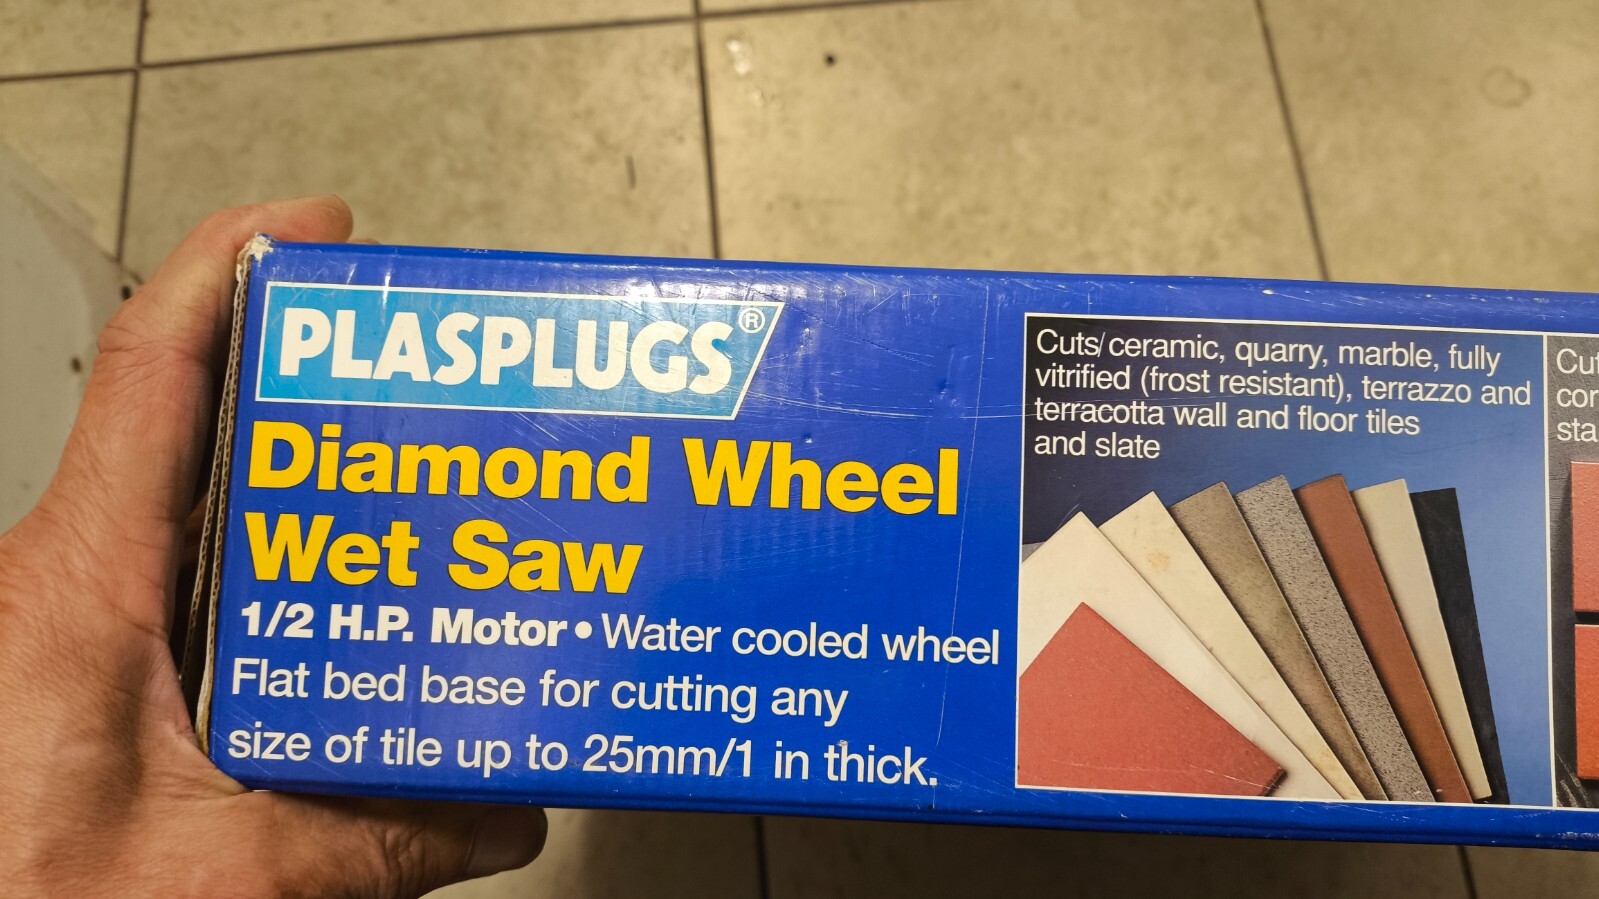 PLASPLUGS®
Diamond Wheel
Wet Saw
1/2 H.P. Motor • Water cooled wheel
Flat bed base for cutting any
size of tile up to 25mm/1 in thick.
Cuts ceramic, quarry, marble, fully
vitrified (frost resistant), terrazzo and
terracotta wall and floor tiles
and slate